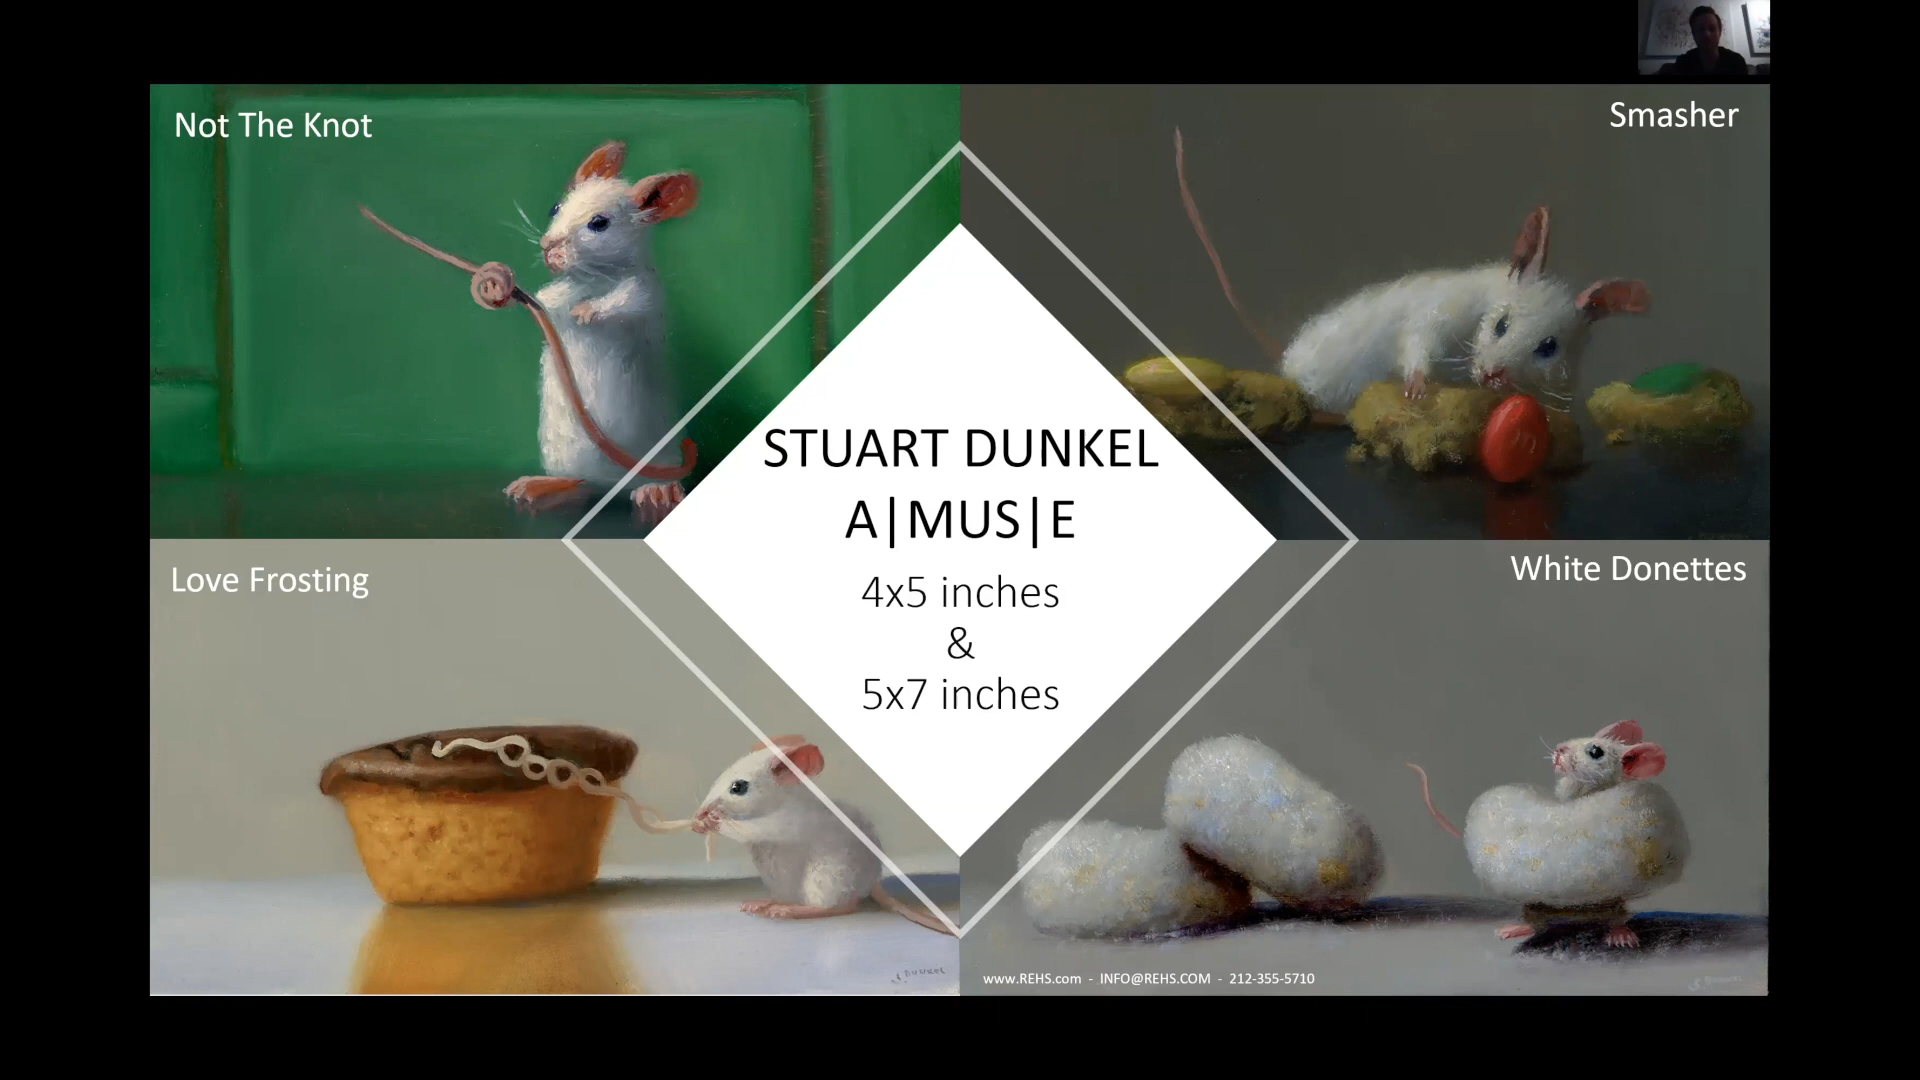 Not The Knot
Smasher
STUART DUNKEL
A|MUS|E
4x5 inches
&
5x7 inches
Love Frosting
White Donettes
S. DUNKEL
www.REHS.com - INFO@REHS.COM - 212-355-5710